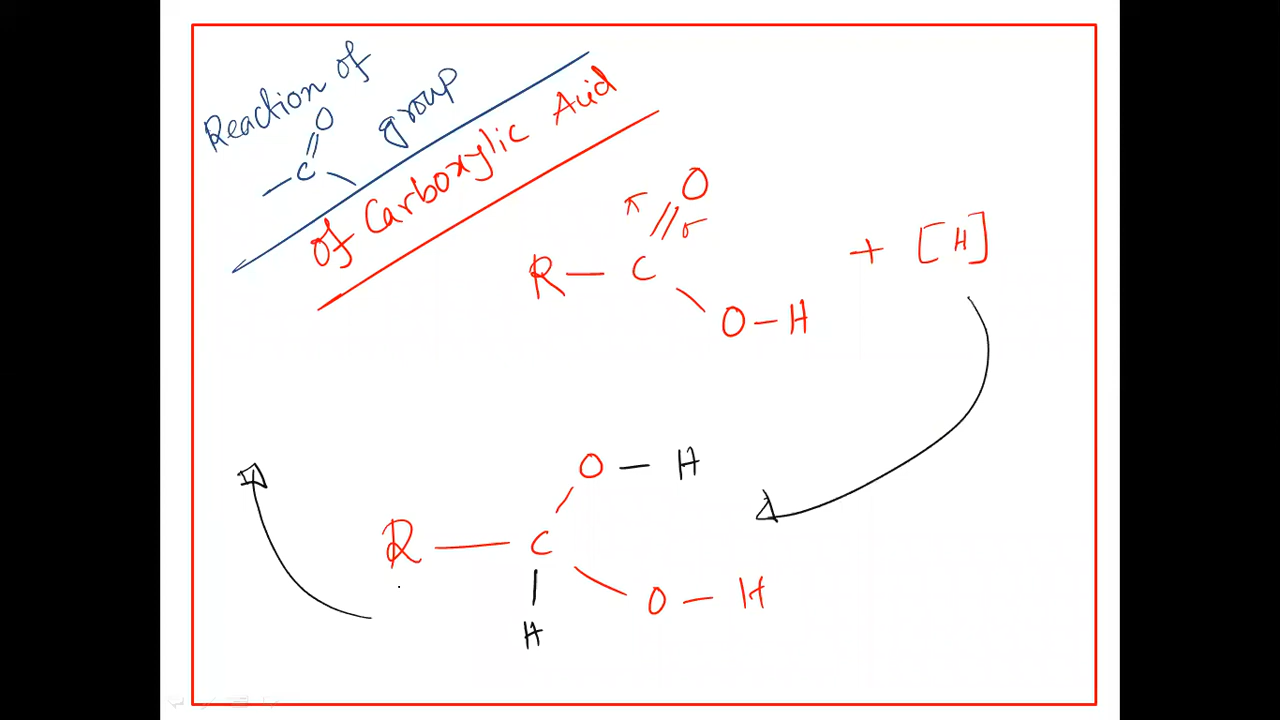 Reaction of
O
- C = group
of Carboxylic Acid
π O
σ
R - C + [H]
O - H
O - H
R - C
H O - H